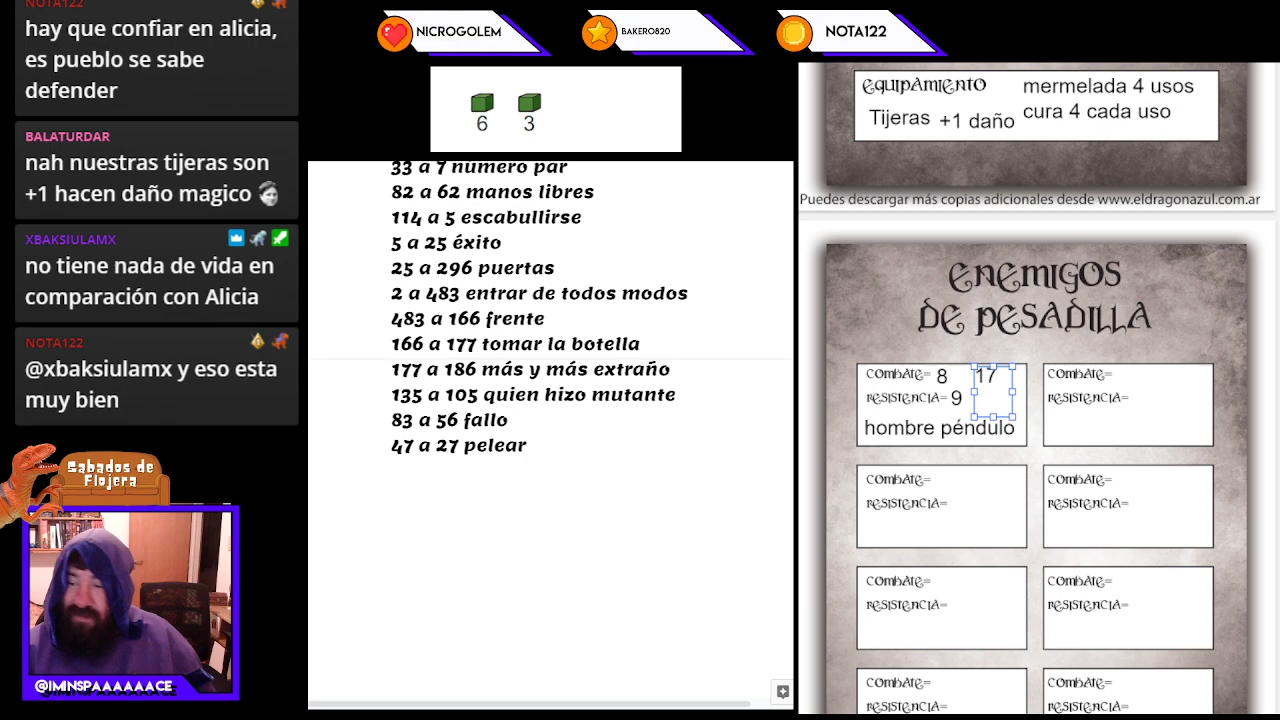 NOTA122
hay que confiar en alicia,
es pueblo se sabe
defender
BALATURDAR
nah nuestras tijeras son
+1 hacen daño magico
XBAKSIULAMX
no tiene nada de vida en
comparación con Alicia
NOTA122
@xbaksiulamx y eso esta
muy bien
Sabados de
Flojera
@IMINSPAAAAAACE
NICROGOLEM
BAKERO820
NOTA122
6 3
33 a 7 número par
82 a 62 manos libres
114 a 5 escabullirse
5 a 25 éxito
25 a 296 puertas
2 a 483 entrar de todos modos
483 a 166 frente
166 a 177 tomar la botella
177 a 186 más y más extraño
135 a 105 quien hizo mutante
83 a 56 fallo
47 a 27 pelear
EQUIPAMIENTO
Tijeras +1 daño
mermelada 4 usos
cura 4 cada uso
Puedes descargar más copias adicionales desde www.eldragonazul.com.ar
ENEMIGOS
DE PESADILLA
COMBATE= 8 17
RESISTENCIA= 9
hombre péndulo
COMBATE=
RESISTENCIA=
COMBATE=
RESISTENCIA=
COMBATE=
RESISTENCIA=
COMBATE=
RESISTENCIA=
COMBATE=
RESISTENCIA=
COMBATE=
RESISTENCIA=
COMBATE=
RESISTENCIA=